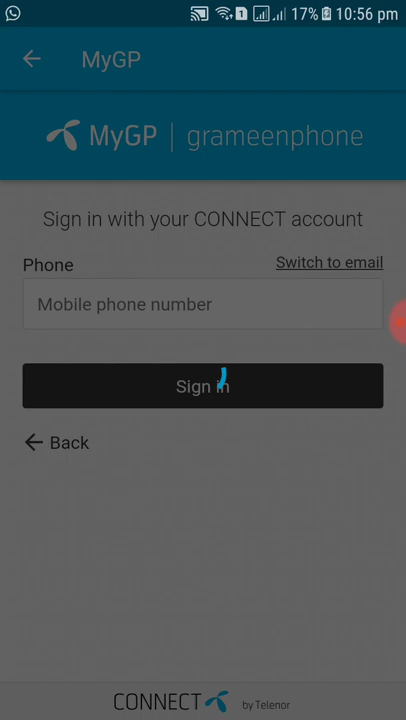 1 17% 10:56 pm
MyGP
MyGP | grameenphone
Sign in with your CONNECT account
Phone Switch to email
Mobile phone number
Sign in
Back
CONNECT by Telenor